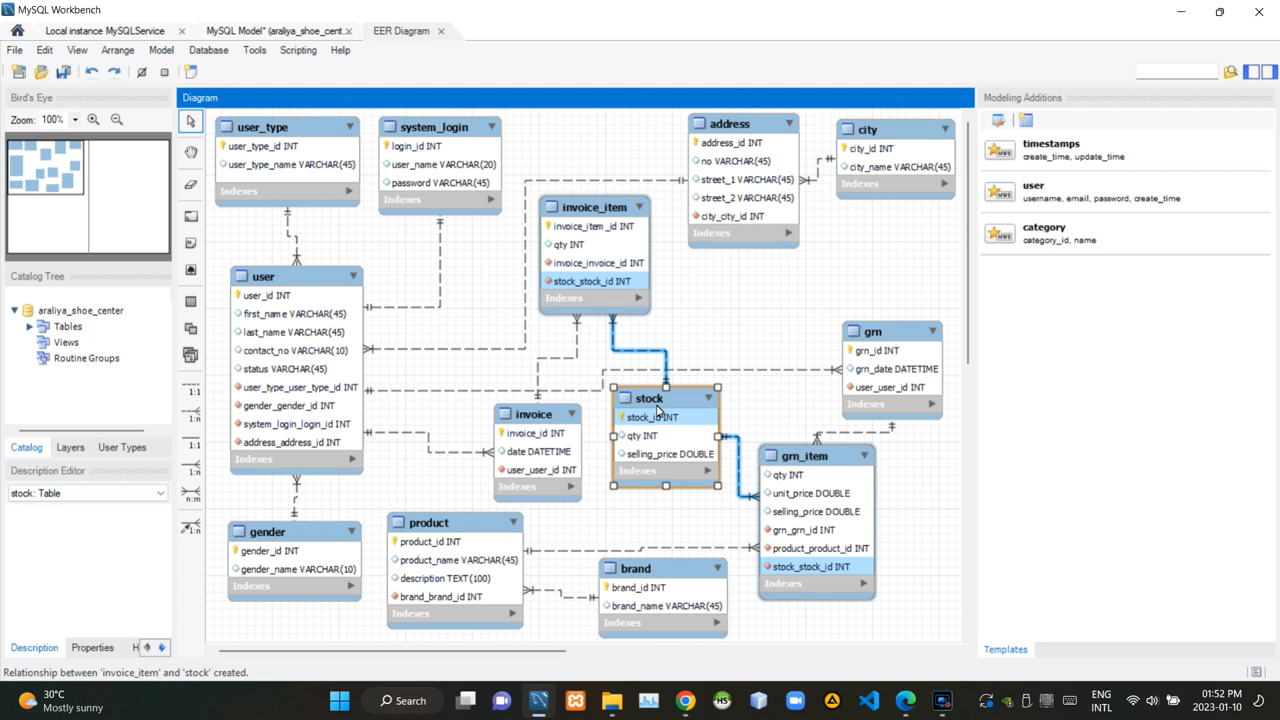 MySQL Workbench
Local instance MySQLService
MySQL Model* (araliya_shoe_cent...
EER Diagram
File Edit View Arrange Model Database Tools Scripting Help
Bird's Eye
Zoom: 100%
Catalog Tree
araliya_shoe_center
Tables
Views
Routine Groups
Catalog Layers User Types
Description Editor
stock: Table
Description Properties H
1:1
1:n
1:1
1:n
n:m
1:n
Diagram
user_type
user_type_id INT
user_type_name VARCHAR(45)
Indexes
system_login
login_id INT
user_name VARCHAR(20)
password VARCHAR(45)
Indexes
address
address_id INT
no VARCHAR(45)
street_1 VARCHAR(45)
street_2 VARCHAR(45)
city_city_id INT
Indexes
city
city_id INT
city_name VARCHAR(45)
Indexes
invoice_item
invoice_item_id INT
qty INT
invoice_invoice_id INT
stock_stock_id INT
Indexes
user
user_id INT
first_name VARCHAR(45)
last_name VARCHAR(45)
contact_no VARCHAR(10)
status VARCHAR(45)
user_type_user_type_id INT
gender_gender_id INT
system_login_login_id INT
address_address_id INT
Indexes
grn
grn_id INT
grn_date DATETIME
user_user_id INT
Indexes
stock
stock_id INT
qty INT
selling_price DOUBLE
Indexes
invoice
invoice_id INT
date DATETIME
user_user_id INT
Indexes
grn_item
qty INT
unit_price DOUBLE
selling_price DOUBLE
grn_grn_id INT
product_product_id INT
stock_stock_id INT
Indexes
gender
gender_id INT
gender_name VARCHAR(10)
Indexes
product
product_id INT
product_name VARCHAR(45)
description TEXT(100)
brand_brand_id INT
Indexes
brand
brand_id INT
brand_name VARCHAR(45)
Indexes
Modeling Additions
timestamps
create_time, update_time
user
username, email, password, create_time
category
category_id, name
Templates
Relationship between 'invoice_item' and 'stock' created.
30°C
Mostly sunny
Search
HS
ENG
INTL
01:52 PM
2023-01-10